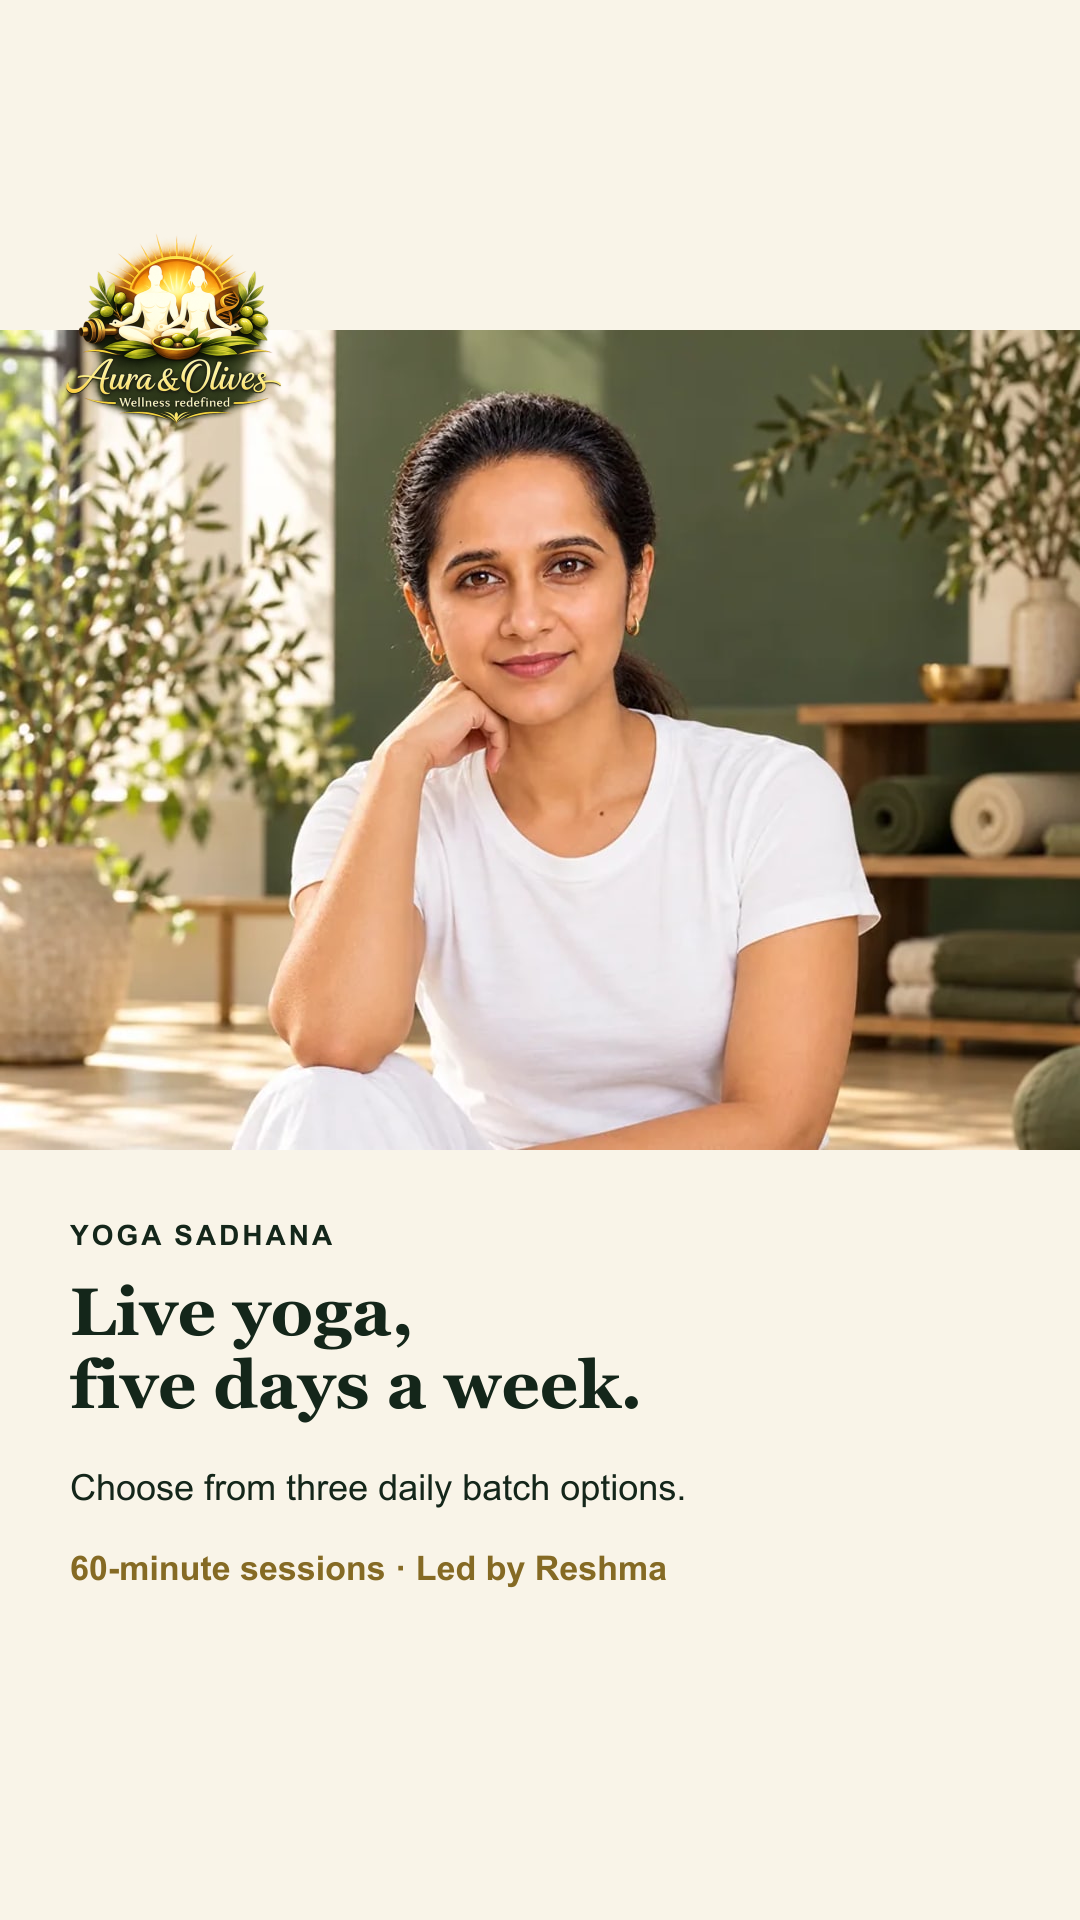 Aura & Olives
Wellness redefined
YOGA SADHANA
Live yoga,
five days a week.
Choose from three daily batch options.
60-minute sessions · Led by Reshma